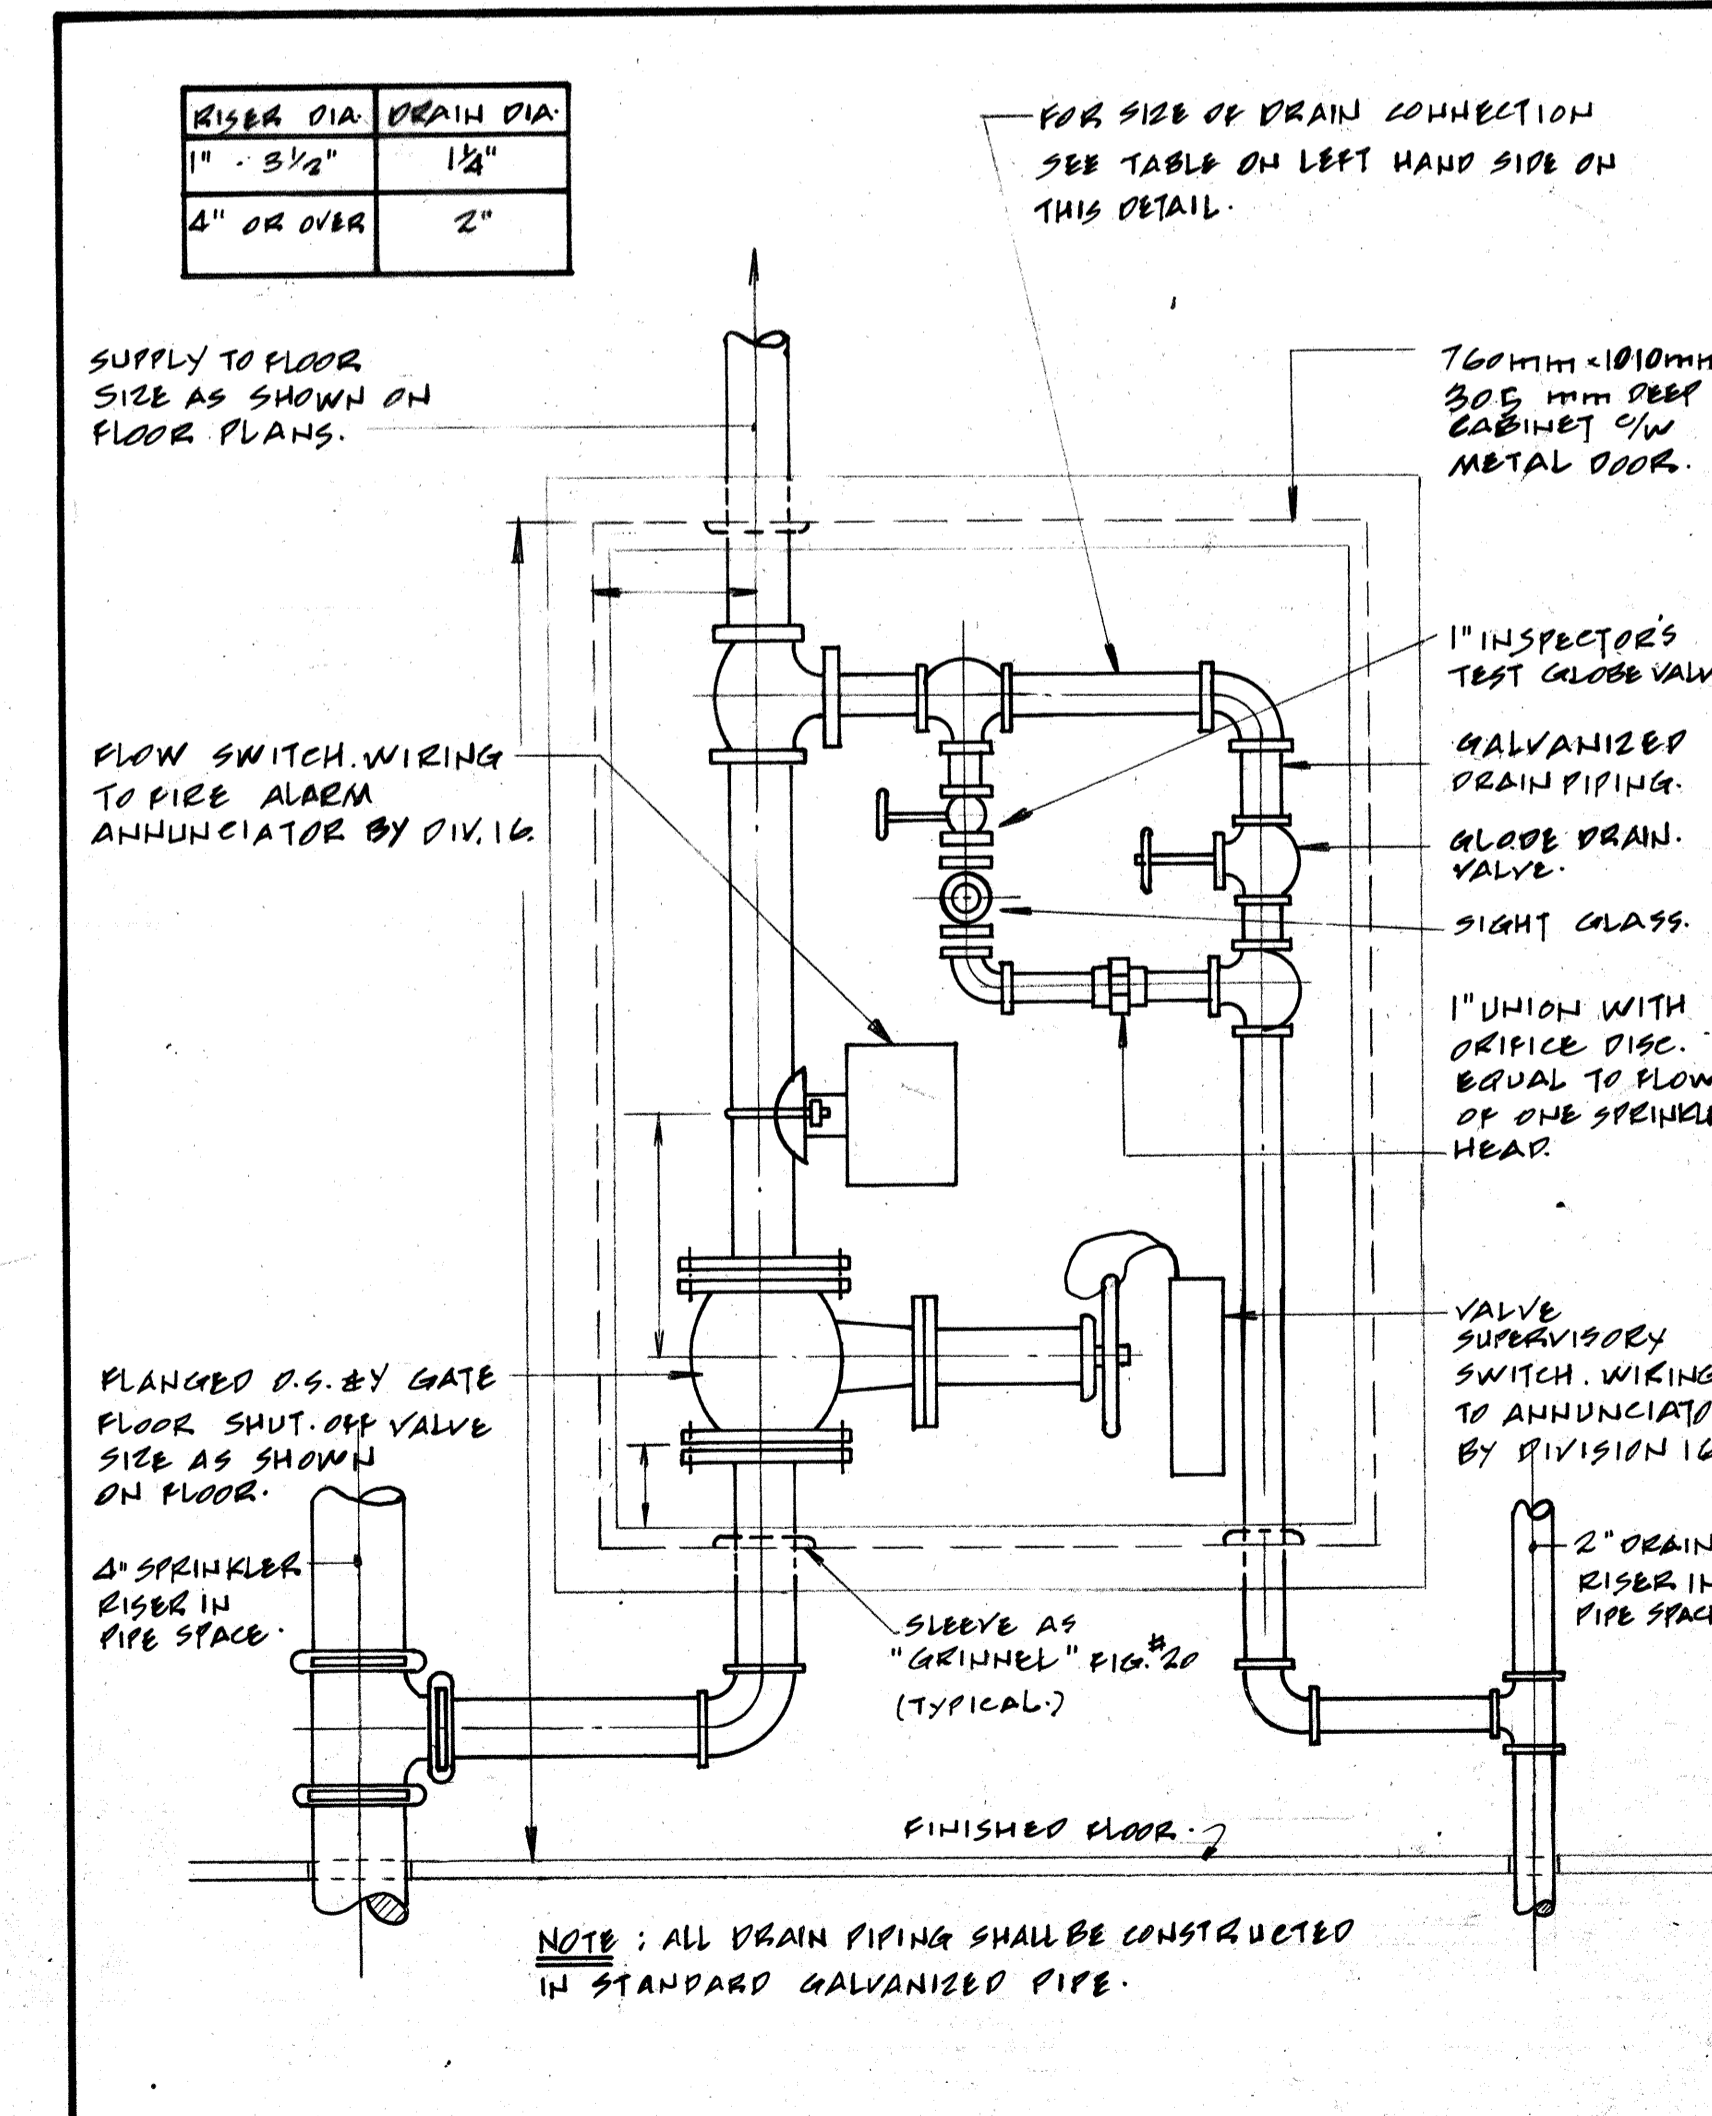 RISER DIA. DRAIN DIA.
1" - 3½" 1¼"
4" OR OVER 2"
FOR SIZE OF DRAIN CONNECTION
SEE TABLE ON LEFT HAND SIDE ON
THIS DETAIL.
SUPPLY TO FLOOR
SIZE AS SHOWN ON
FLOOR PLANS.
760mm x 1010mm
305 mm DEEP
CABINET C/W
METAL DOOR.
1" INSPECTOR'S
TEST GLOBE VALV
FLOW SWITCH. WIRING
TO FIRE ALARM
ANNUNCIATOR BY DIV. 16.
GALVANIZED
DRAIN PIPING.
GLODE DRAIN.
VALVE.
SIGHT GLASS.
1" UNION WITH
ORIFICE DISC.
EQUAL TO FLOW
OF ONE SPRINKLE
HEAD.
FLANGED O.S. &Y GATE
FLOOR SHUT-OFF VALVE
SIZE AS SHOWN
ON FLOOR.
VALVE
SUPERVISORY
SWITCH. WIRING
TO ANNUNCIATO
BY DIVISION 16
4" SPRINKLER
RISER IN
PIPE SPACE.
2" DRAIN
RISER IN
PIPE SPACE
SLEEVE AS
"GRINNEL" FIG. #20
(TYPICAL.)
FINISHED FLOOR.
NOTE : ALL DRAIN PIPING SHALL BE CONSTRUCTED
IN STANDARD GALVANIZED PIPE.